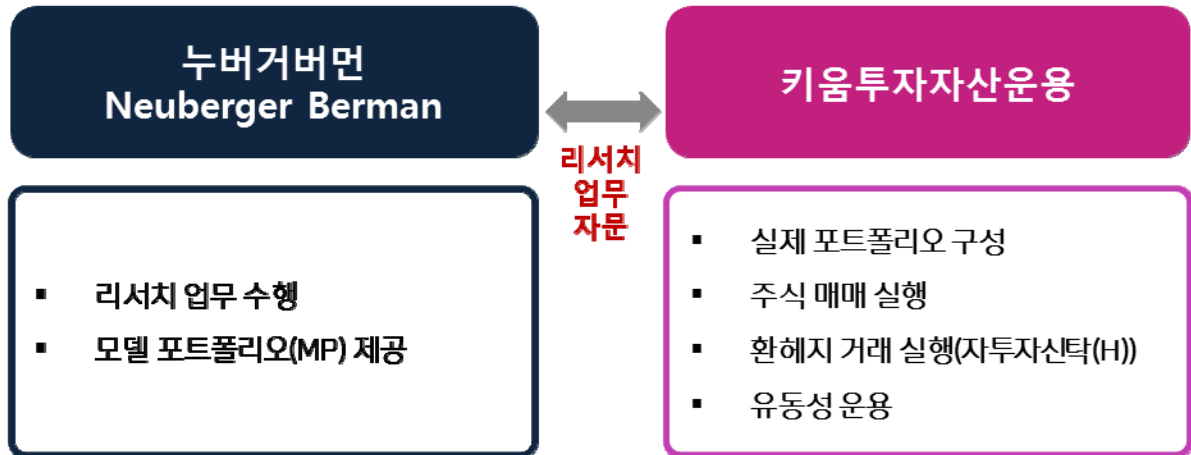 누버거버먼
Neuberger Berman
키움투자자산운용
리서치
업무
자문
▪ 리서치 업무 수행
▪ 모델 포트폴리오(MP) 제공
▪ 실제 포트폴리오 구성
▪ 주식 매매 실행
▪ 환헤지 거래 실행(자투자신탁(H))
▪ 유동성 운용